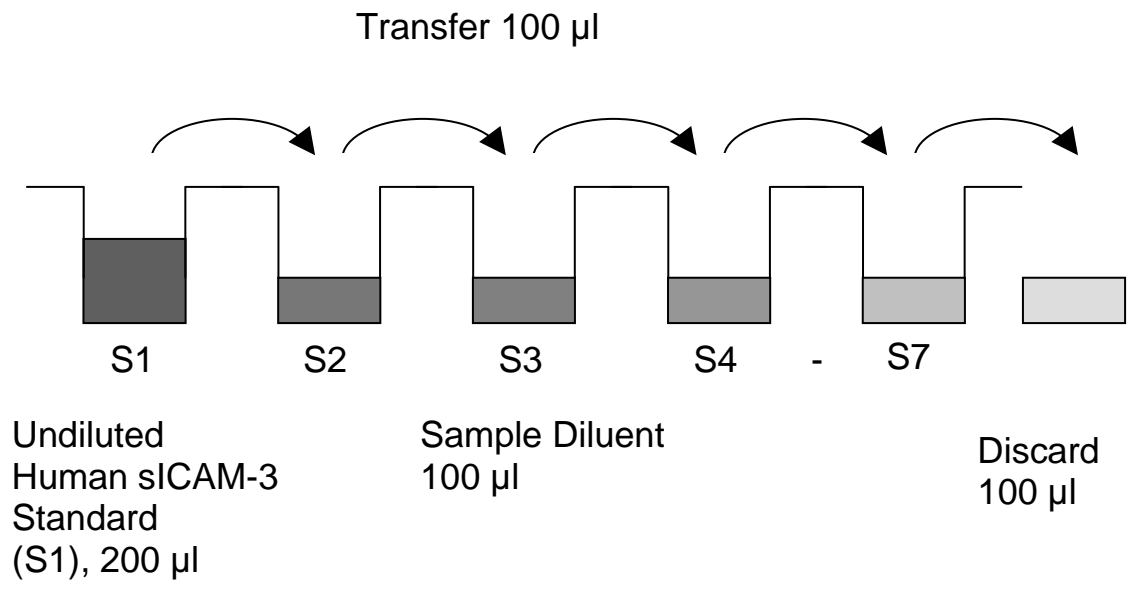 Transfer 100 µl
S1 S2 S3 S4 - S7
Undiluted
Human sICAM-3
Standard
(S1), 200 µl
Sample Diluent
100 µl
Discard
100 µl